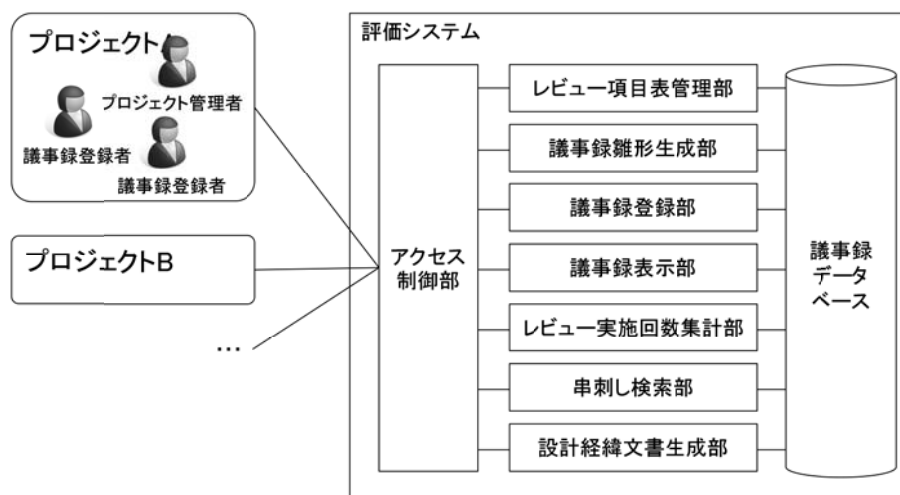 プロジェクトA
プロジェクト管理者
議事録登録者
議事録登録者
プロジェクトB
…
評価システム
アクセス
制御部
レビュー項目表管理部
議事録雛形生成部
議事録登録部
議事録表示部
レビュー実施回数集計部
串刺し検索部
設計経緯文書生成部
議事録
データ
ベース